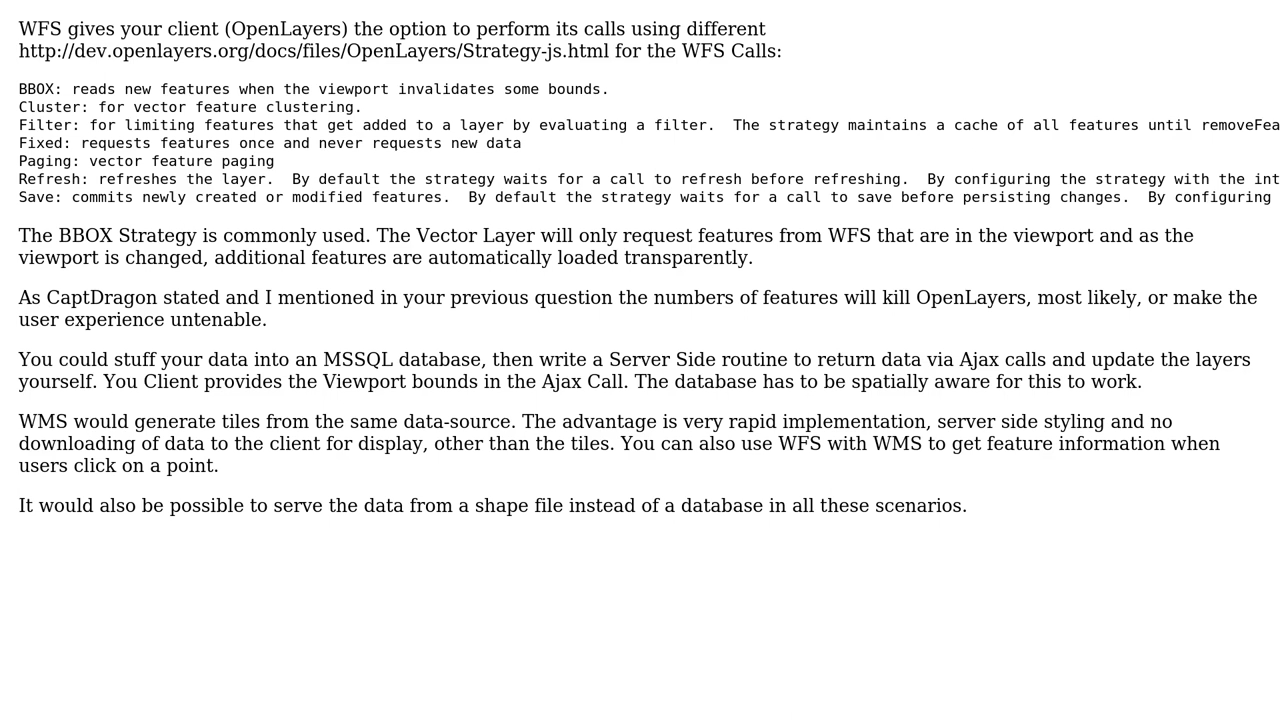 WFS gives your client (OpenLayers) the option to perform its calls using different
http://dev.openlayers.org/docs/files/OpenLayers/Strategy-js.html for the WFS Calls:
BBOX: reads new features when the viewport invalidates some bounds.
Cluster: for vector feature clustering.
Filter: for limiting features that get added to a layer by evaluating a filter.  The strategy maintains a cache of all features until removeFea
Fixed: requests features once and never requests new data
Paging: vector feature paging
Refresh: refreshes the layer.  By default the strategy waits for a call to refresh before refreshing.  By configuring the strategy with the int
Save: commits newly created or modified features.  By default the strategy waits for a call to save before persisting changes.  By configuring
The BBOX Strategy is commonly used. The Vector Layer will only request features from WFS that are in the viewport and as the
viewport is changed, additional features are automatically loaded transparently.
As CaptDragon stated and I mentioned in your previous question the numbers of features will kill OpenLayers, most likely, or make the
user experience untenable.
You could stuff your data into an MSSQL database, then write a Server Side routine to return data via Ajax calls and update the layers
yourself. You Client provides the Viewport bounds in the Ajax Call. The database has to be spatially aware for this to work.
WMS would generate tiles from the same data-source. The advantage is very rapid implementation, server side styling and no
downloading of data to the client for display, other than the tiles. You can also use WFS with WMS to get feature information when
users click on a point.
It would also be possible to serve the data from a shape file instead of a database in all these scenarios.